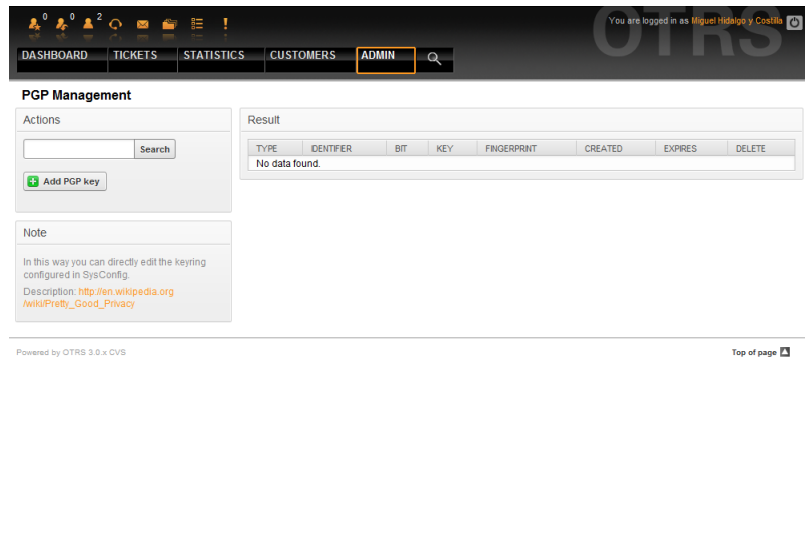 0 0 2
You are logged in as Miguel Hidalgo y Costilla
OTRS
DASHBOARD TICKETS STATISTICS CUSTOMERS ADMIN
PGP Management
Actions
Search
Add PGP key
Note
In this way you can directly edit the keyring
configured in SysConfig.
Description: http://en.wikipedia.org
/wiki/Pretty_Good_Privacy
Result
TYPE IDENTIFIER BIT KEY FINGERPRINT CREATED EXPIRES DELETE
No data found.
Powered by OTRS 3.0.x CVS
Top of page